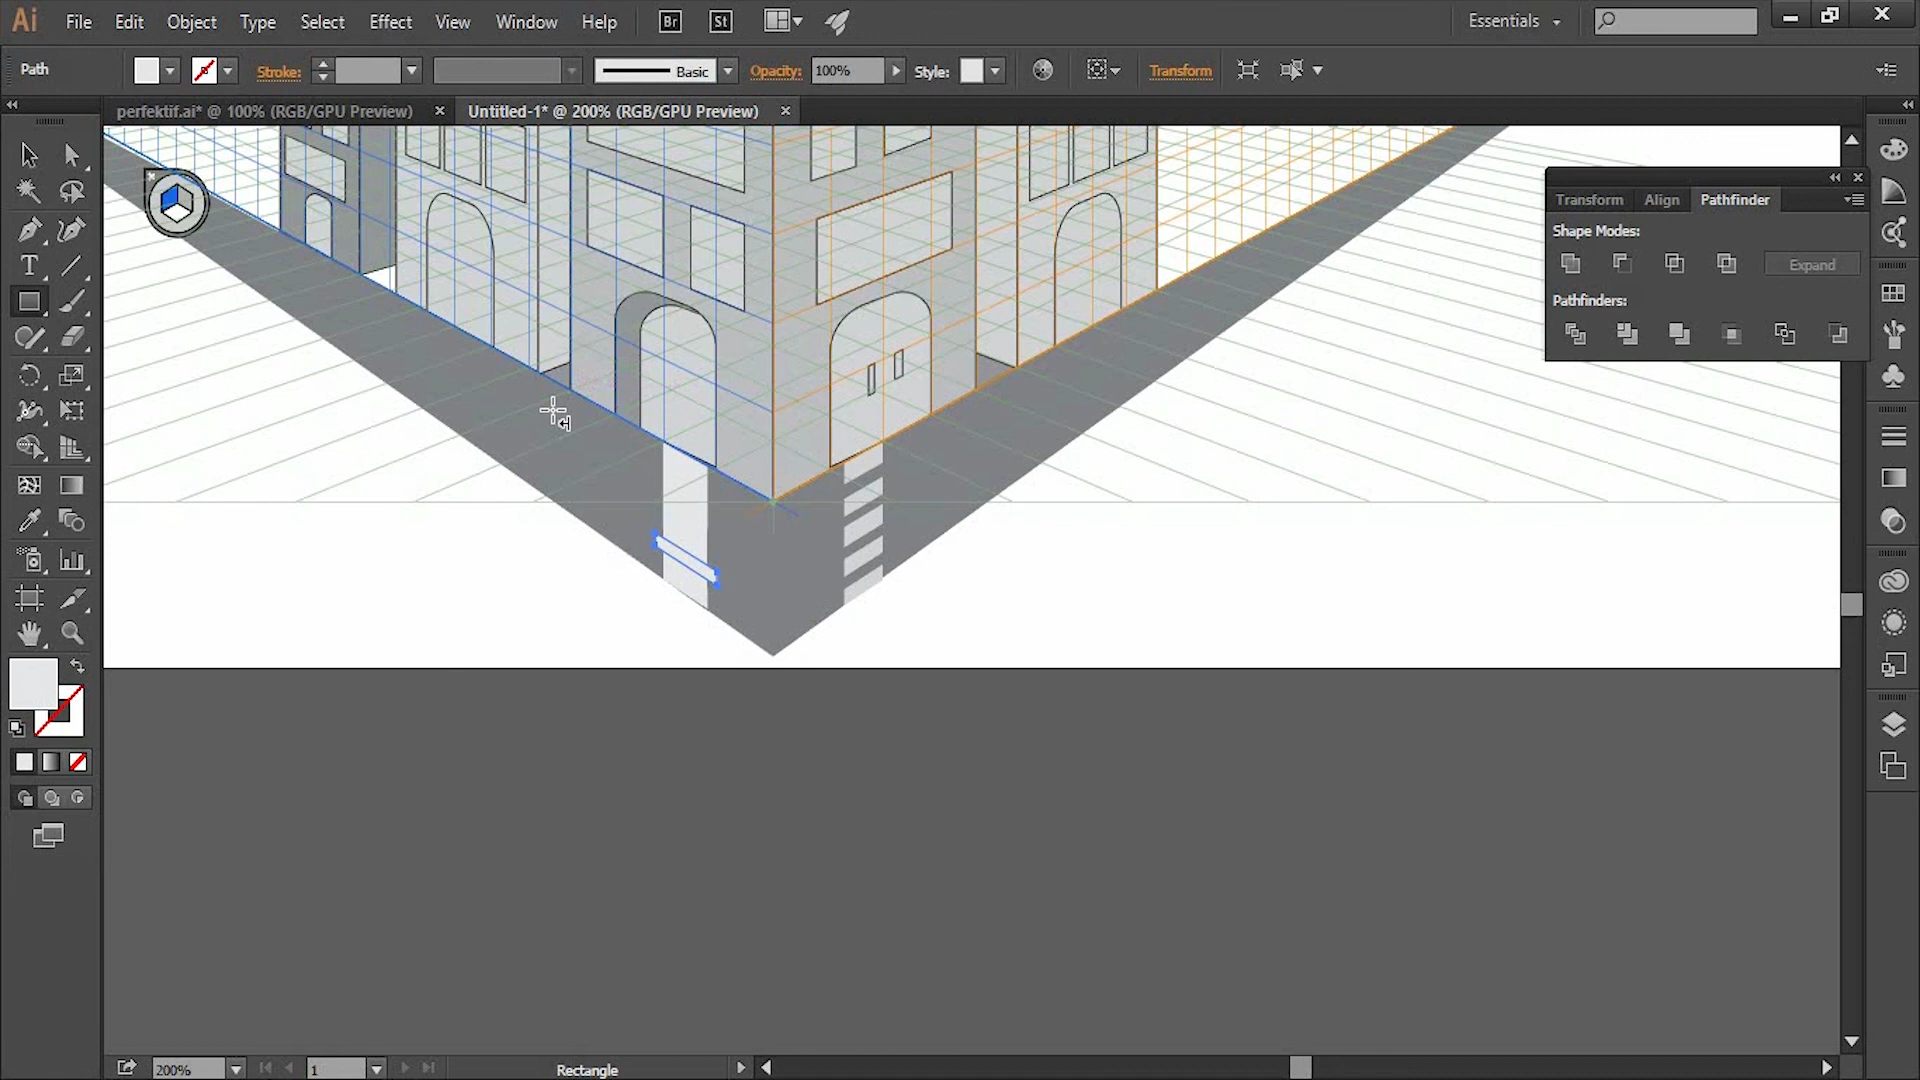 Ai File Edit Object Type Select Effect View Window Help Br St Essentials
Path Stroke: Basic Opacity: 100% Style: Transform
perfektif.ai* @ 100% (RGB/GPU Preview) Untitled-1* @ 200% (RGB/GPU Preview)
Transform Align Pathfinder
Shape Modes:
Expand
Pathfinders:
200% 1 Rectangle